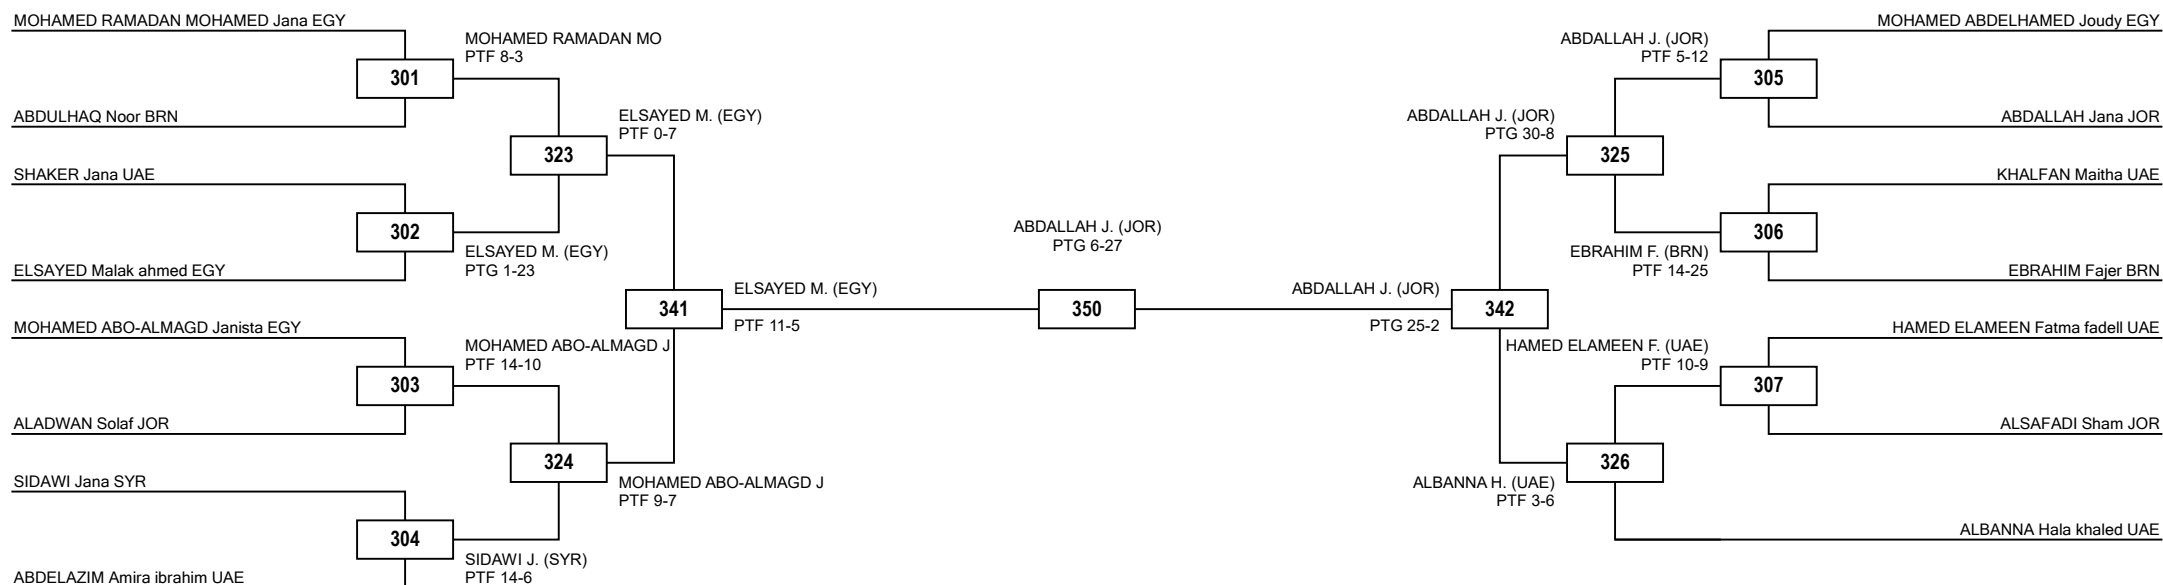 MOHAMED RAMADAN MOHAMED Jana EGY
MOHAMED RAMADAN MO
PTF 8-3
301
ABDULHAQ Noor BRN
ELSAYED M. (EGY)
PTF 0-7
323
SHAKER Jana UAE
302
ELSAYED M. (EGY)
PTG 1-23
ELSAYED Malak ahmed EGY
341
ELSAYED M. (EGY)
PTF 11-5
MOHAMED ABO-ALMAGD Janista EGY
MOHAMED ABO-ALMAGD J
PTF 14-10
303
ALADWAN Solaf JOR
324
MOHAMED ABO-ALMAGD J
PTF 9-7
SIDAWI Jana SYR
304
SIDAWI J. (SYR)
PTF 14-6
ABDELAZIM Amira ibrahim UAE
ABDALLAH J. (JOR)
PTG 6-27
350
MOHAMED ABDELHAMED Joudy EGY
ABDALLAH J. (JOR)
PTF 5-12
305
ABDALLAH Jana JOR
ABDALLAH J. (JOR)
PTG 30-8
325
KHALFAN Maitha UAE
306
EBRAHIM F. (BRN)
PTF 14-25
EBRAHIM Fajer BRN
ABDALLAH J. (JOR)
342
PTG 25-2
HAMED ELAMEEN Fatma fadell UAE
HAMED ELAMEEN F. (UAE)
PTF 10-9
307
ALSAFADI Sham JOR
326
ALBANNA H. (UAE)
PTF 3-6
ALBANNA Hala khaled UAE